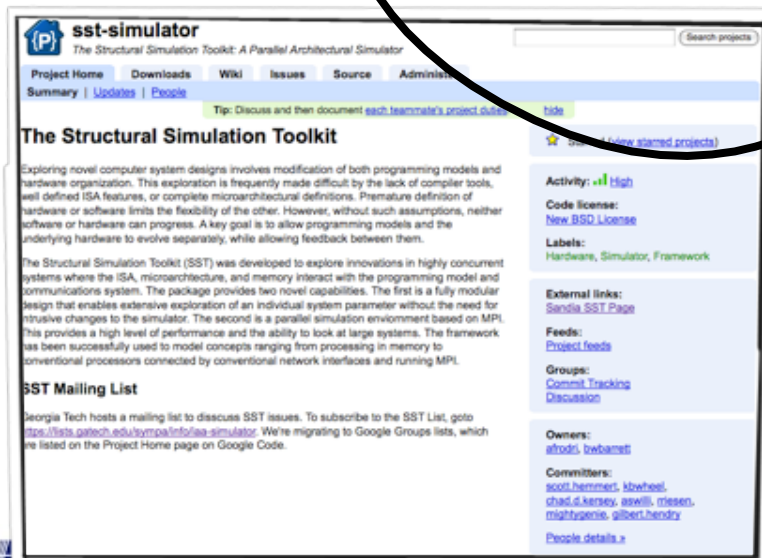 sst-simulator
The Structural Simulation Toolkit: A Parallel Architectural Simulator
Search projects
Project Home Downloads Wiki Issues Source Administ
Summary | Updates | People
Tip: Discuss and then document each teammate's project duties hide
The Structural Simulation Toolkit
(view starred projects)
Exploring novel computer system designs involves modification of both programming models and
hardware organization. This exploration is frequently made difficult by the lack of compiler tools,
well defined ISA features, or complete microarchitectural definitions. Premature definition of
hardware or software limits the flexibility of the other. However, without such assumptions, neither
software or hardware can progress. A key goal is to allow programming models and the
underlying hardware to evolve separately, while allowing feedback between them.
The Structural Simulation Toolkit (SST) was developed to explore innovations in highly concurrent
systems where the ISA, microarchitecture, and memory interact with the programming model and
communications system. The package provides two novel capabilities. The first is a fully modular
design that enables extensive exploration of an individual system parameter without the need for
intrusive changes to the simulator. The second is a parallel simulation enviornment based on MPI.
This provides a high level of performance and the ability to look at large systems. The framework
has been successfully used to model concepts ranging from processing in memory to
conventional processors connected by conventional network interfaces and running MPI.
SST Mailing List
Georgia Tech hosts a mailing list to disscuss SST issues. To subscribe to the SST List, goto
https://lists.gatech.edu/sympa/info/iaa-simulator. We're migrating to Google Groups lists, which
are listed on the Project Home page on Google Code.
Activity: High
Code license:
New BSD License
Labels:
Hardware, Simulator, Framework
External links:
Sandia SST Page
Feeds:
Project feeds
Groups:
Commit Tracking
Discussion
Owners:
afrodri, bwbarrett
Committers:
scott.hemmert, kbwheel,
chad.d.kersey, aswilli, rriesen,
mightygenie, gilbert.hendry
People details »